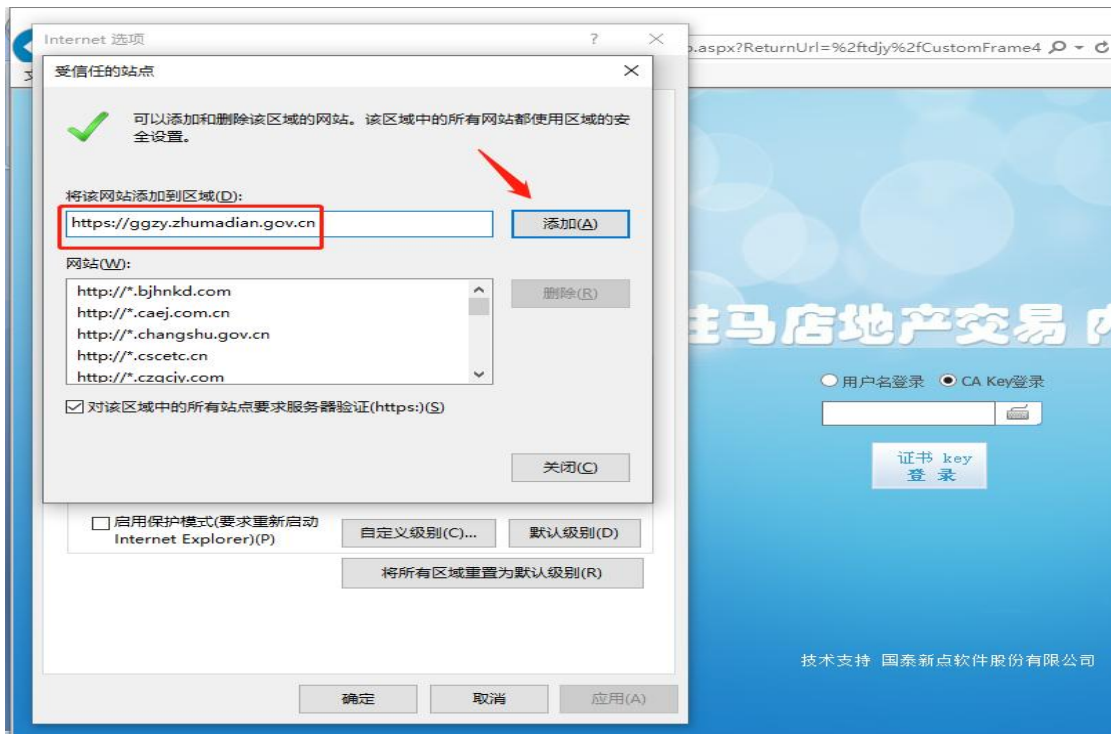 Internet 选项
?
.aspx?ReturnUrl=%2ftdjy%2fCustomFrame4
受信任的站点
可以添加和删除该区域的网站。该区域中的所有网站都使用区域的安
全设置。
将该网站添加到区域(D):
https://ggzy.zhumadian.gov.cn
添加(A)
网站(W):
http://*.bjhnkd.com
http://*.caej.com.cn
http://*.changshu.gov.cn
http://*.cscetc.cn
http://*.czgcjy.com
删除(R)
对该区域中的所有站点要求服务器验证(https:)(S)
关闭(C)
启用保护模式(要求重新启动
Internet Explorer)(P)
自定义级别(C)...
默认级别(D)
将所有区域重置为默认级别(R)
确定
取消
应用(A)
驻马店地产交易 内
用户名登录
CA Key登录
证书 key
登 录
技术支持 国泰新点软件股份有限公司